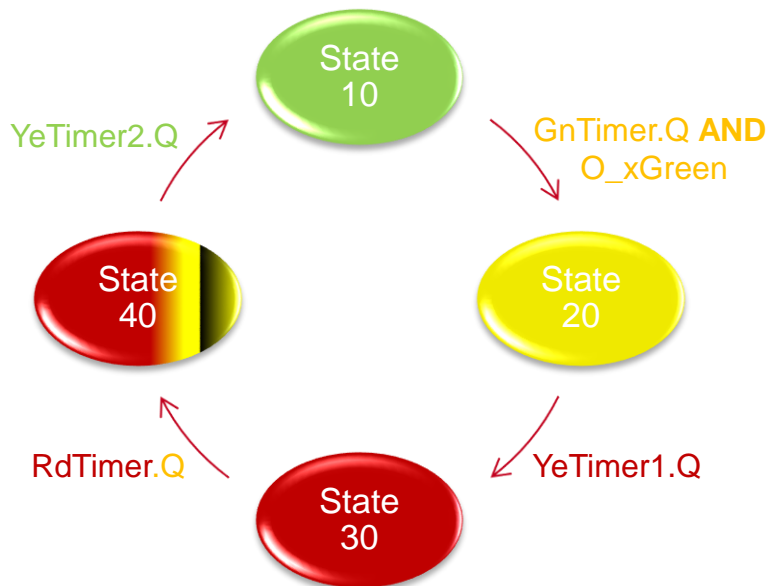 State
10
YeTimer2.Q
GnTimer.Q AND
O_xGreen
State
40
State
20
RdTimer.Q
YeTimer1.Q
State
30